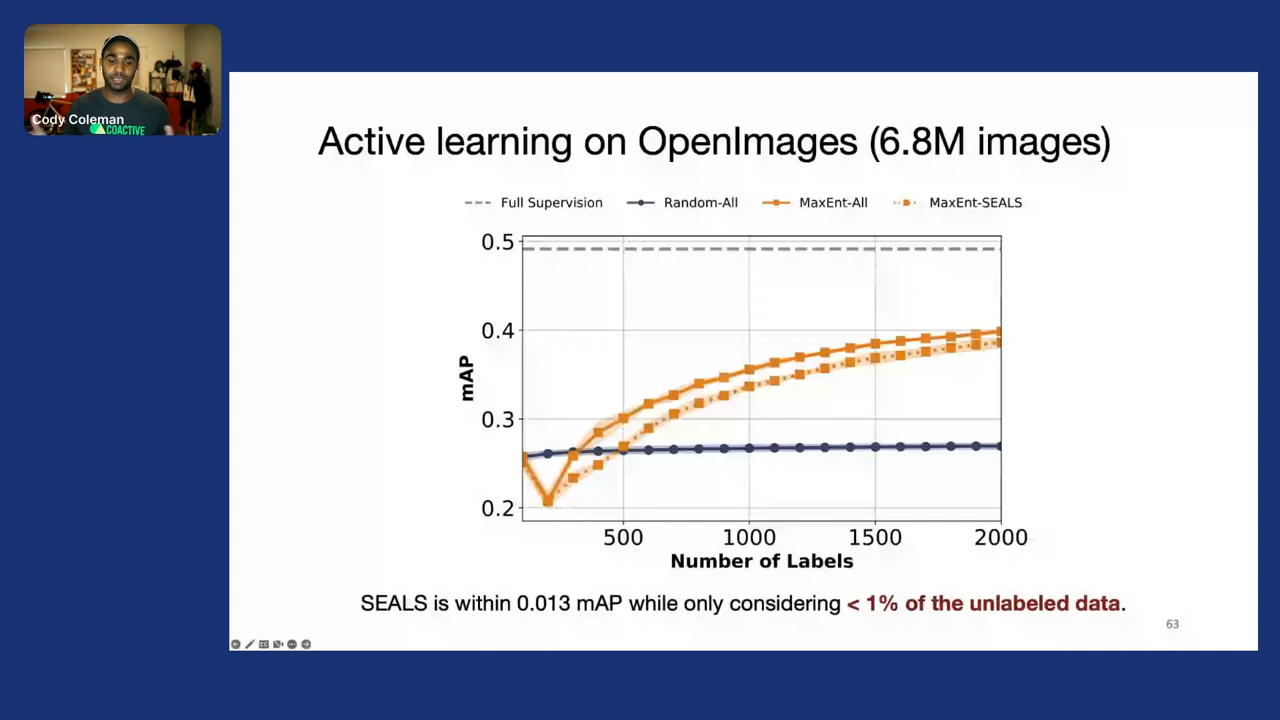 Cody Coleman
COACTIVE
Active learning on OpenImages (6.8M images)
Full Supervision Random-All MaxEnt-All MaxEnt-SEALS
0.5
0.4
0.3
0.2
mAP
500 1000 1500 2000
Number of Labels
SEALS is within 0.013 mAP while only considering < 1% of the unlabeled data.
63